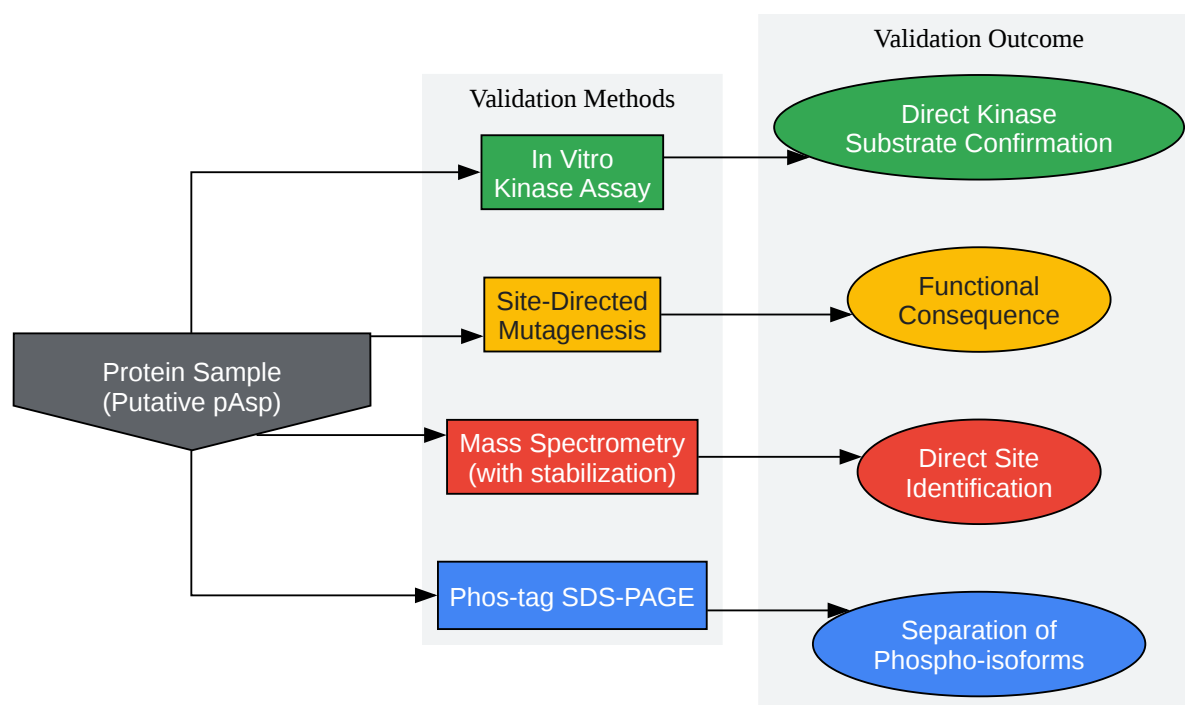 Validation Outcome
Validation Methods
Direct Kinase
Substrate Confirmation
In Vitro
Kinase Assay
Functional
Consequence
Site-Directed
Mutagenesis
Protein Sample
(Putative pAsp)
Mass Spectrometry
(with stabilization)
Direct Site
Identification
Phos-tag SDS-PAGE
Separation of
Phospho-isoforms